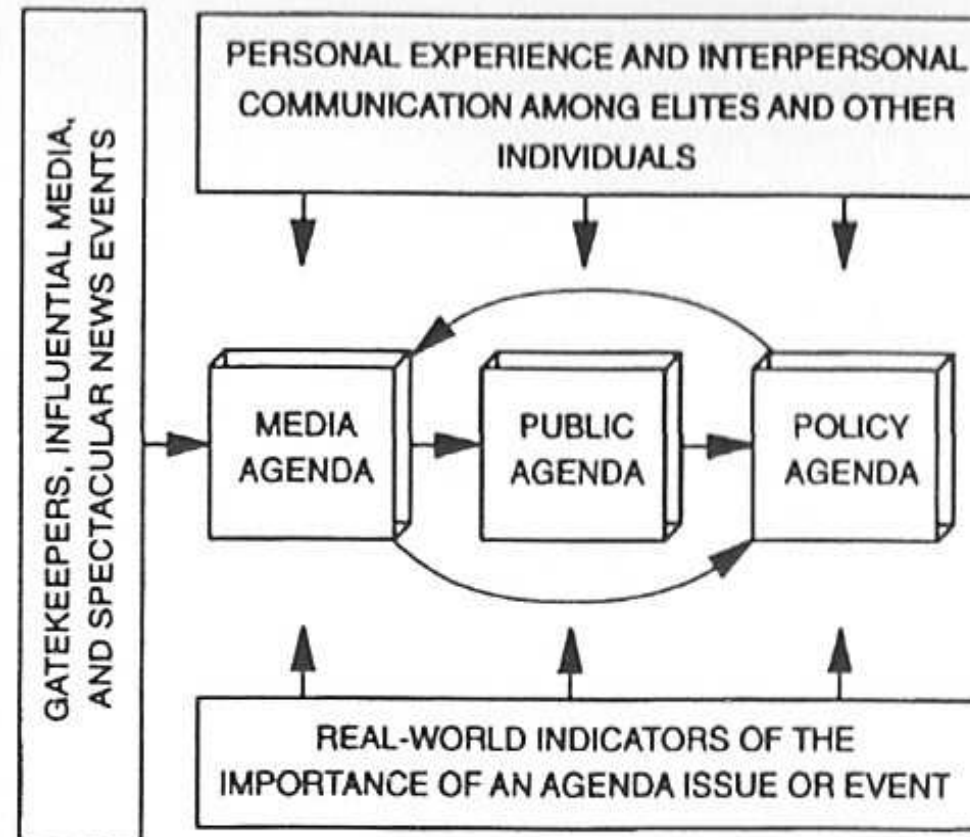 GATEKEEPERS, INFLUENTIAL MEDIA,
AND SPECTACULAR NEWS EVENTS
PERSONAL EXPERIENCE AND INTERPERSONAL
COMMUNICATION AMONG ELITES AND OTHER
INDIVIDUALS
MEDIA
AGENDA
PUBLIC
AGENDA
POLICY
AGENDA
REAL-WORLD INDICATORS OF THE
IMPORTANCE OF AN AGENDA ISSUE OR EVENT